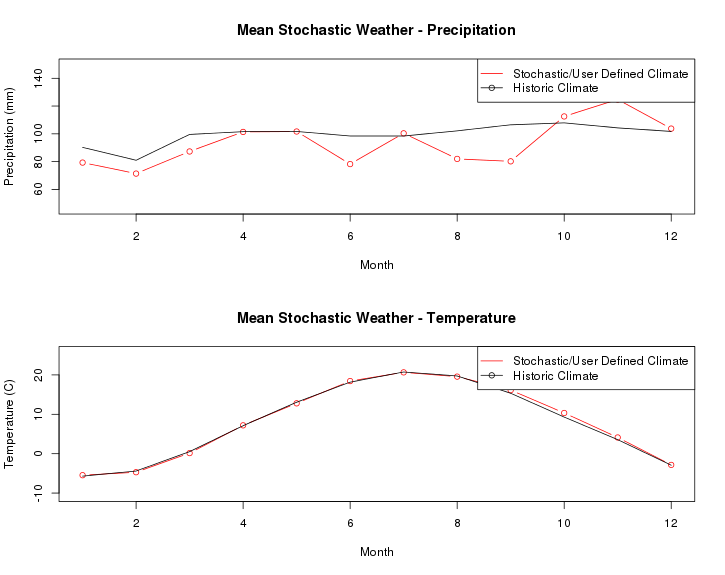 Mean Stochastic Weather - Precipitation
Stochastic/User Defined Climate
Historic Climate
Precipitation (mm)
140
100
80
60
2 4 6 8 10 12
Month
Mean Stochastic Weather - Temperature
Stochastic/User Defined Climate
Historic Climate
Temperature (C)
20
10
0
-10
2 4 6 8 10 12
Month